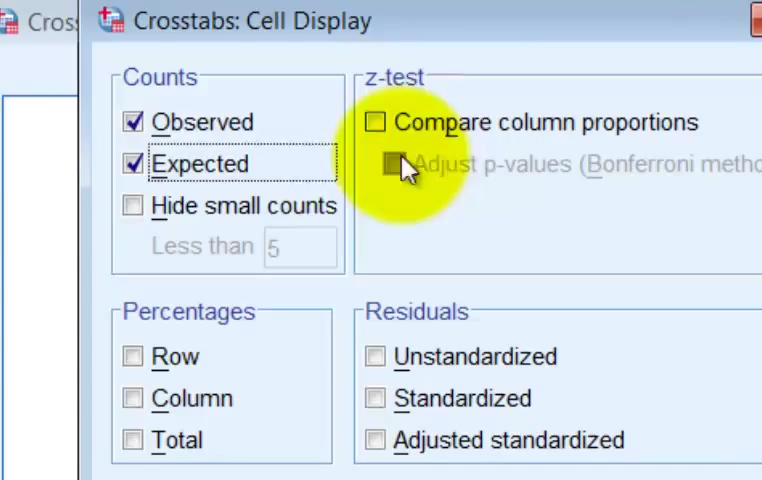 Cross
Crosstabs: Cell Display
Counts
Observed
Expected
Hide small counts
Less than 5
z-test
Compare column proportions
Adjust p-values (Bonferroni
Percentages
Row
Column
Total
Residuals
Unstandardized
Standardized
Adjusted standardized